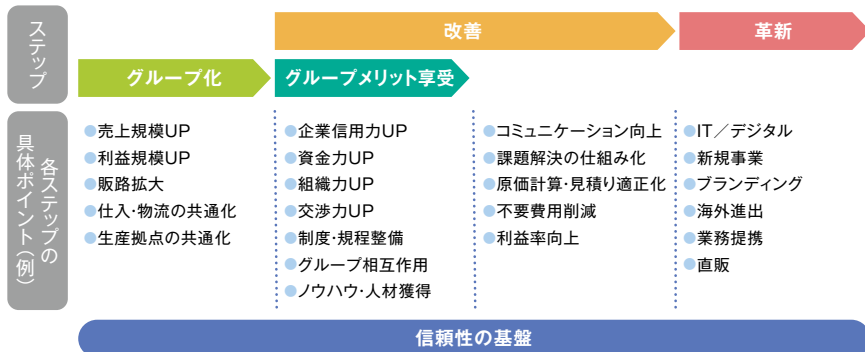 ステップ
改善
革新
グループ化
グループメリット享受
各ステップの
具体ポイント（例）
●売上規模UP
●利益規模UP
●販路拡大
●仕入・物流の共通化
●生産拠点の共通化
●企業信用力UP
●資金力UP
●組織力UP
●交渉力UP
●制度・規程整備
●グループ相互作用
●ノウハウ・人材獲得
●コミュニケーション向上
●課題解決の仕組み化
●原価計算・見積り適正化
●不要費用削減
●利益率向上
●IT／デジタル
●新規事業
●ブランディング
●海外進出
●業務提携
●直販
信頼性の基盤